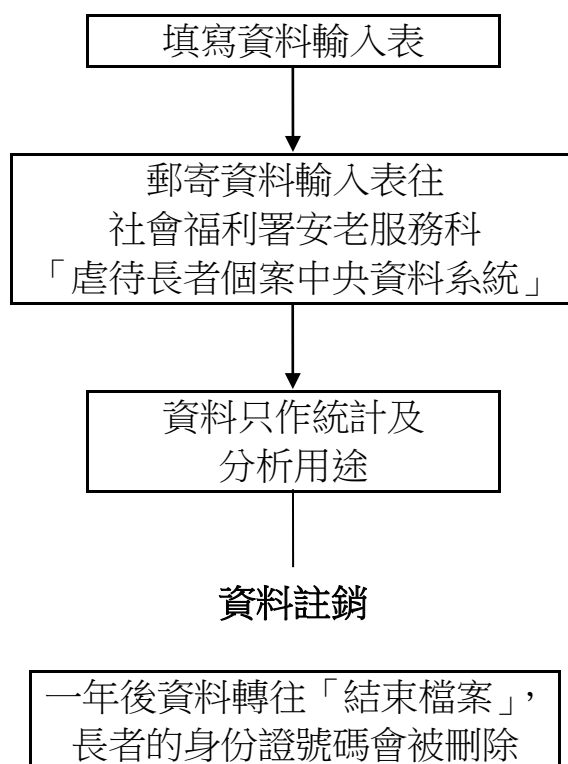 填寫資料輸入表
郵寄資料輸入表往
社會福利署安老服務科
「虐待長者個案中央資料系統」
資料只作統計及
分析用途
資料註銷
一年後資料轉往「結束檔案」，
長者的身份證號碼會被刪除